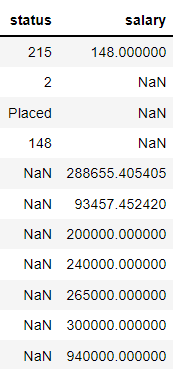 status salary
215 148.000000
2 NaN
Placed NaN
148 NaN
NaN 288655.405405
NaN 93457.452420
NaN 200000.000000
NaN 240000.000000
NaN 265000.000000
NaN 300000.000000
NaN 940000.000000